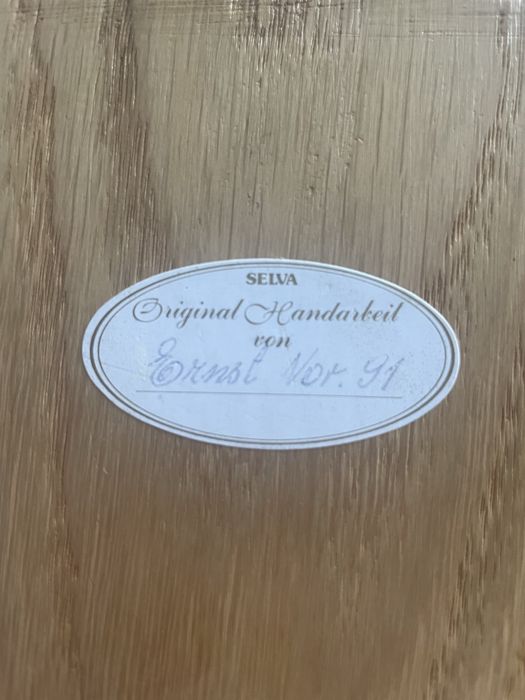 SELVA
Original Handarbeit
von
Ernst Nov. 91